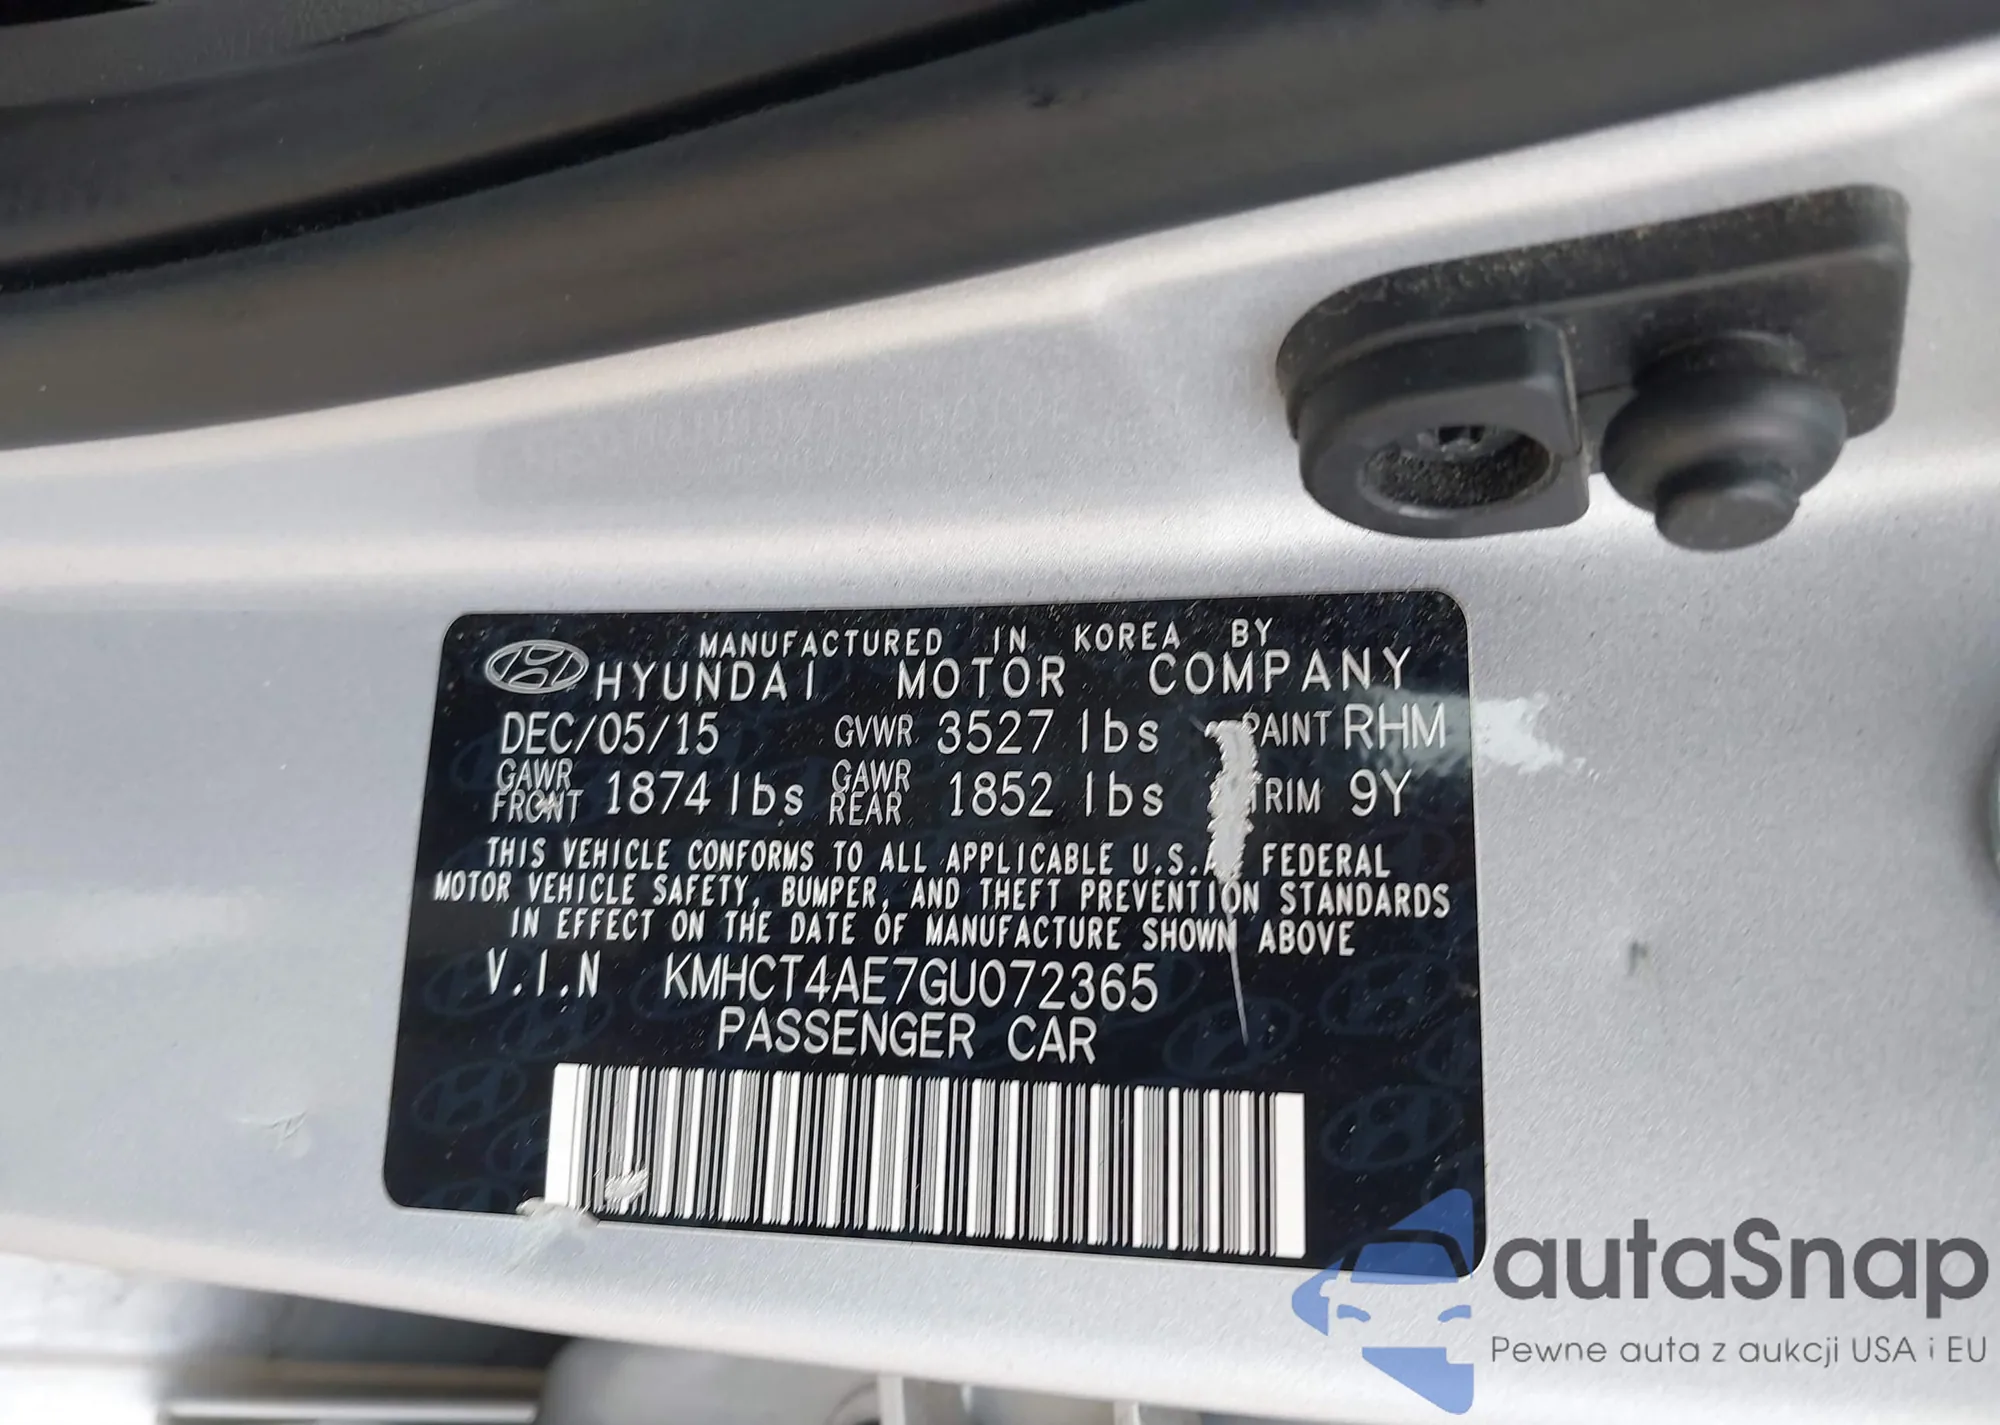 MANUFACTURED IN KOREA BY
HYUNDAI MOTOR COMPANY
DEC/05/15 GVWR 3527 lbs PAINT RHM
GAWR FRONT 1874 lbs GAWR REAR 1852 lbs TRIM 9Y
THIS VEHICLE CONFORMS TO ALL APPLICABLE U.S.A. FEDERAL
MOTOR VEHICLE SAFETY, BUMPER, AND THEFT PREVENTION STANDARDS
IN EFFECT ON THE DATE OF MANUFACTURE SHOWN ABOVE
V.I.N KMHCT4AE7GU072365
PASSENGER CAR
autaSnap
Pewne auta z aukcji USA i EU